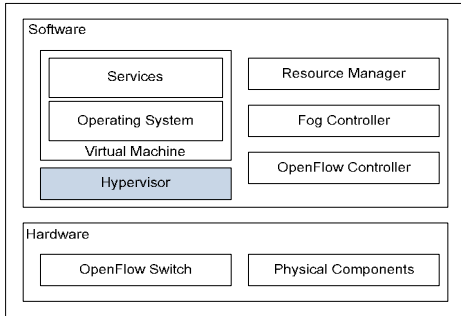 Software
Services
Operating System
Virtual Machine
Hypervisor
Resource Manager
Fog Controller
OpenFlow Controller
Hardware
OpenFlow Switch
Physical Components